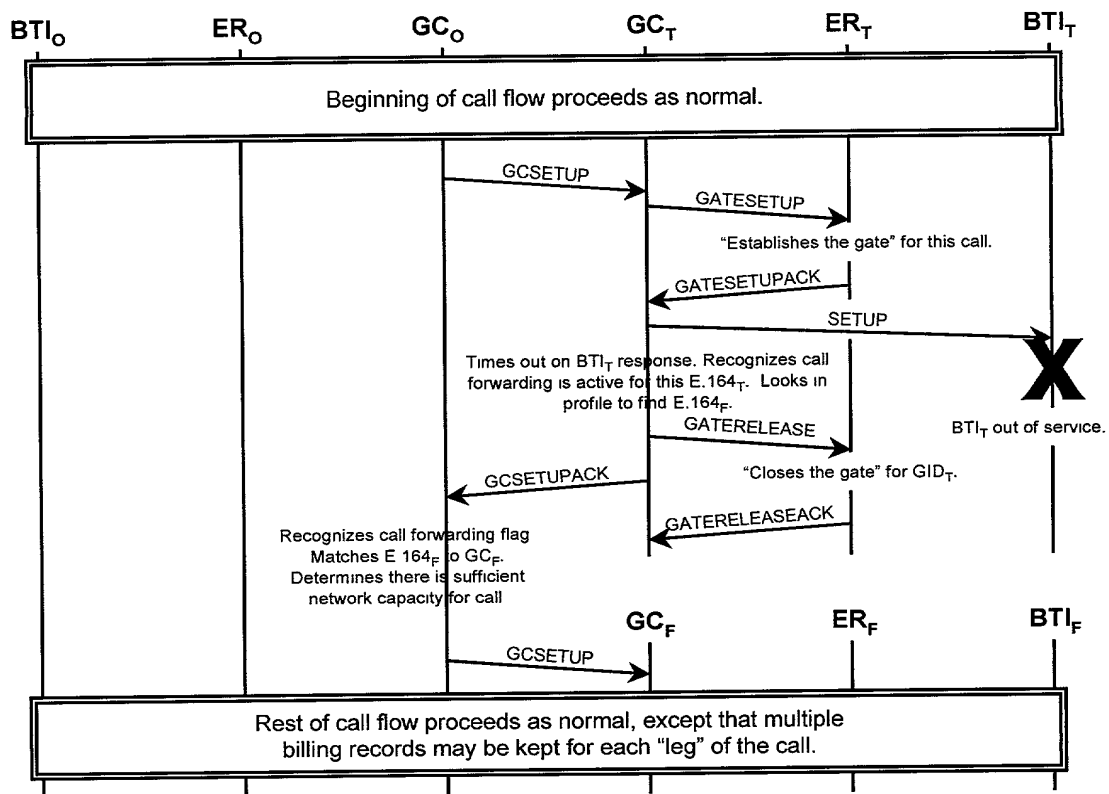 BTIO ERO GCO GCT ERT BTIT
Beginning of call flow proceeds as normal.
GCSETUP
GATESETUP
“Establishes the gate” for this call.
GATESETUPACK
SETUP
Times out on BTIT response. Recognizes call
forwarding is active for this E.164T. Looks in
profile to find E.164F.
BTIT out of service.
GATERELEASE
“Closes the gate” for GIDT.
GCSETUPACK
GATERELEASEACK
Recognizes call forwarding flag
Matches E 164F to GCF.
Determines there is sufficient
network capacity for call
GCF ERF BTIF
GCSETUP
Rest of call flow proceeds as normal, except that multiple
billing records may be kept for each “leg” of the call.